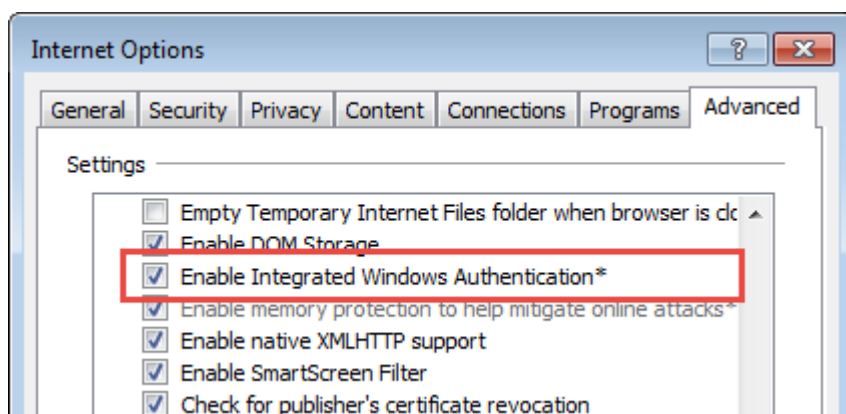 Internet Options
General Security Privacy Content Connections Programs Advanced
Settings
Empty Temporary Internet Files folder when browser is
Enable DOM Storage
Enable Integrated Windows Authentication*
Enable memory protection to help mitigate online attacks*
Enable native XMLHTTP support
Enable SmartScreen Filter
Check for publisher's certificate revocation